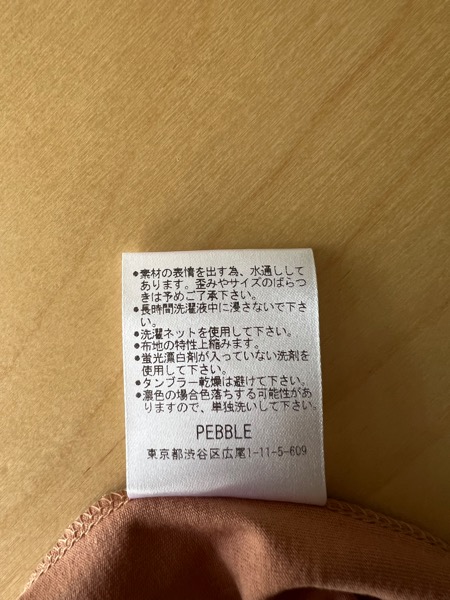 ●素材の表情を出す為、水通しして
あります。歪みやサイズのばらつ
きは予めご了承下さい。
●長時間洗濯液中に浸さないで下さ
い。
●洗濯ネットを使用して下さい。
●布地の特性上縮みます。
●蛍光漂白剤が入っていない洗剤を
使用して下さい。
●タンブラー乾燥は避けて下さい。
●濃色の場合色落ちする可能性があ
りますので、単独洗いして下さい。
PEBBLE
東京都渋谷区広尾1-11-5-609